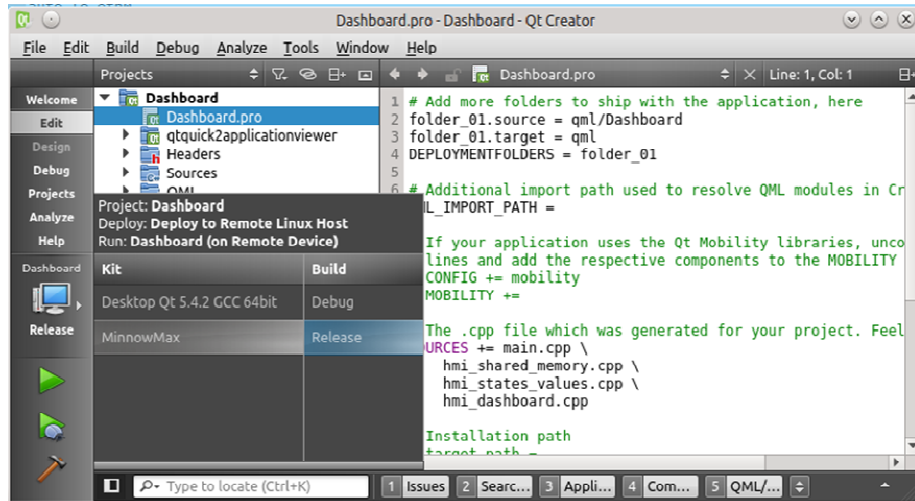 Dashboard.pro - Dashboard - Qt Creator
File Edit Build Debug Analyze Tools Window Help
Projects
Dashboard.pro
Line: 1, Col: 1
Welcome
Edit
Design
Debug
Projects
Analyze
Help
Dashboard
Release
Dashboard
Dashboard.pro
qtquick2applicationviewer
Headers
Sources
QML
Project: Dashboard
Deploy: Deploy to Remote Linux Host
Run: Dashboard (on Remote Device)
Kit Build
Desktop Qt 5.4.2 GCC 64bit Debug
MinnowMax Release
1 # Add more folders to ship with the application, here
2 folder_01.source = qml/Dashboard
3 folder_01.target = qml
4 DEPLOYMENTFOLDERS = folder_01
5
6 # Additional import path used to resolve QML modules in Cr
L_IMPORT_PATH =
If your application uses the Qt Mobility libraries, unco
lines and add the respective components to the MOBILITY
CONFIG += mobility
MOBILITY +=
The .cpp file which was generated for your project. Feel
URCES += main.cpp \
hmi_shared_memory.cpp \
hmi_states_values.cpp \
hmi_dashboard.cpp
Installation path
target.path =
Type to locate (Ctrl+K)
1 Issues 2 Searc... 3 Appli... 4 Com... 5 QML/...